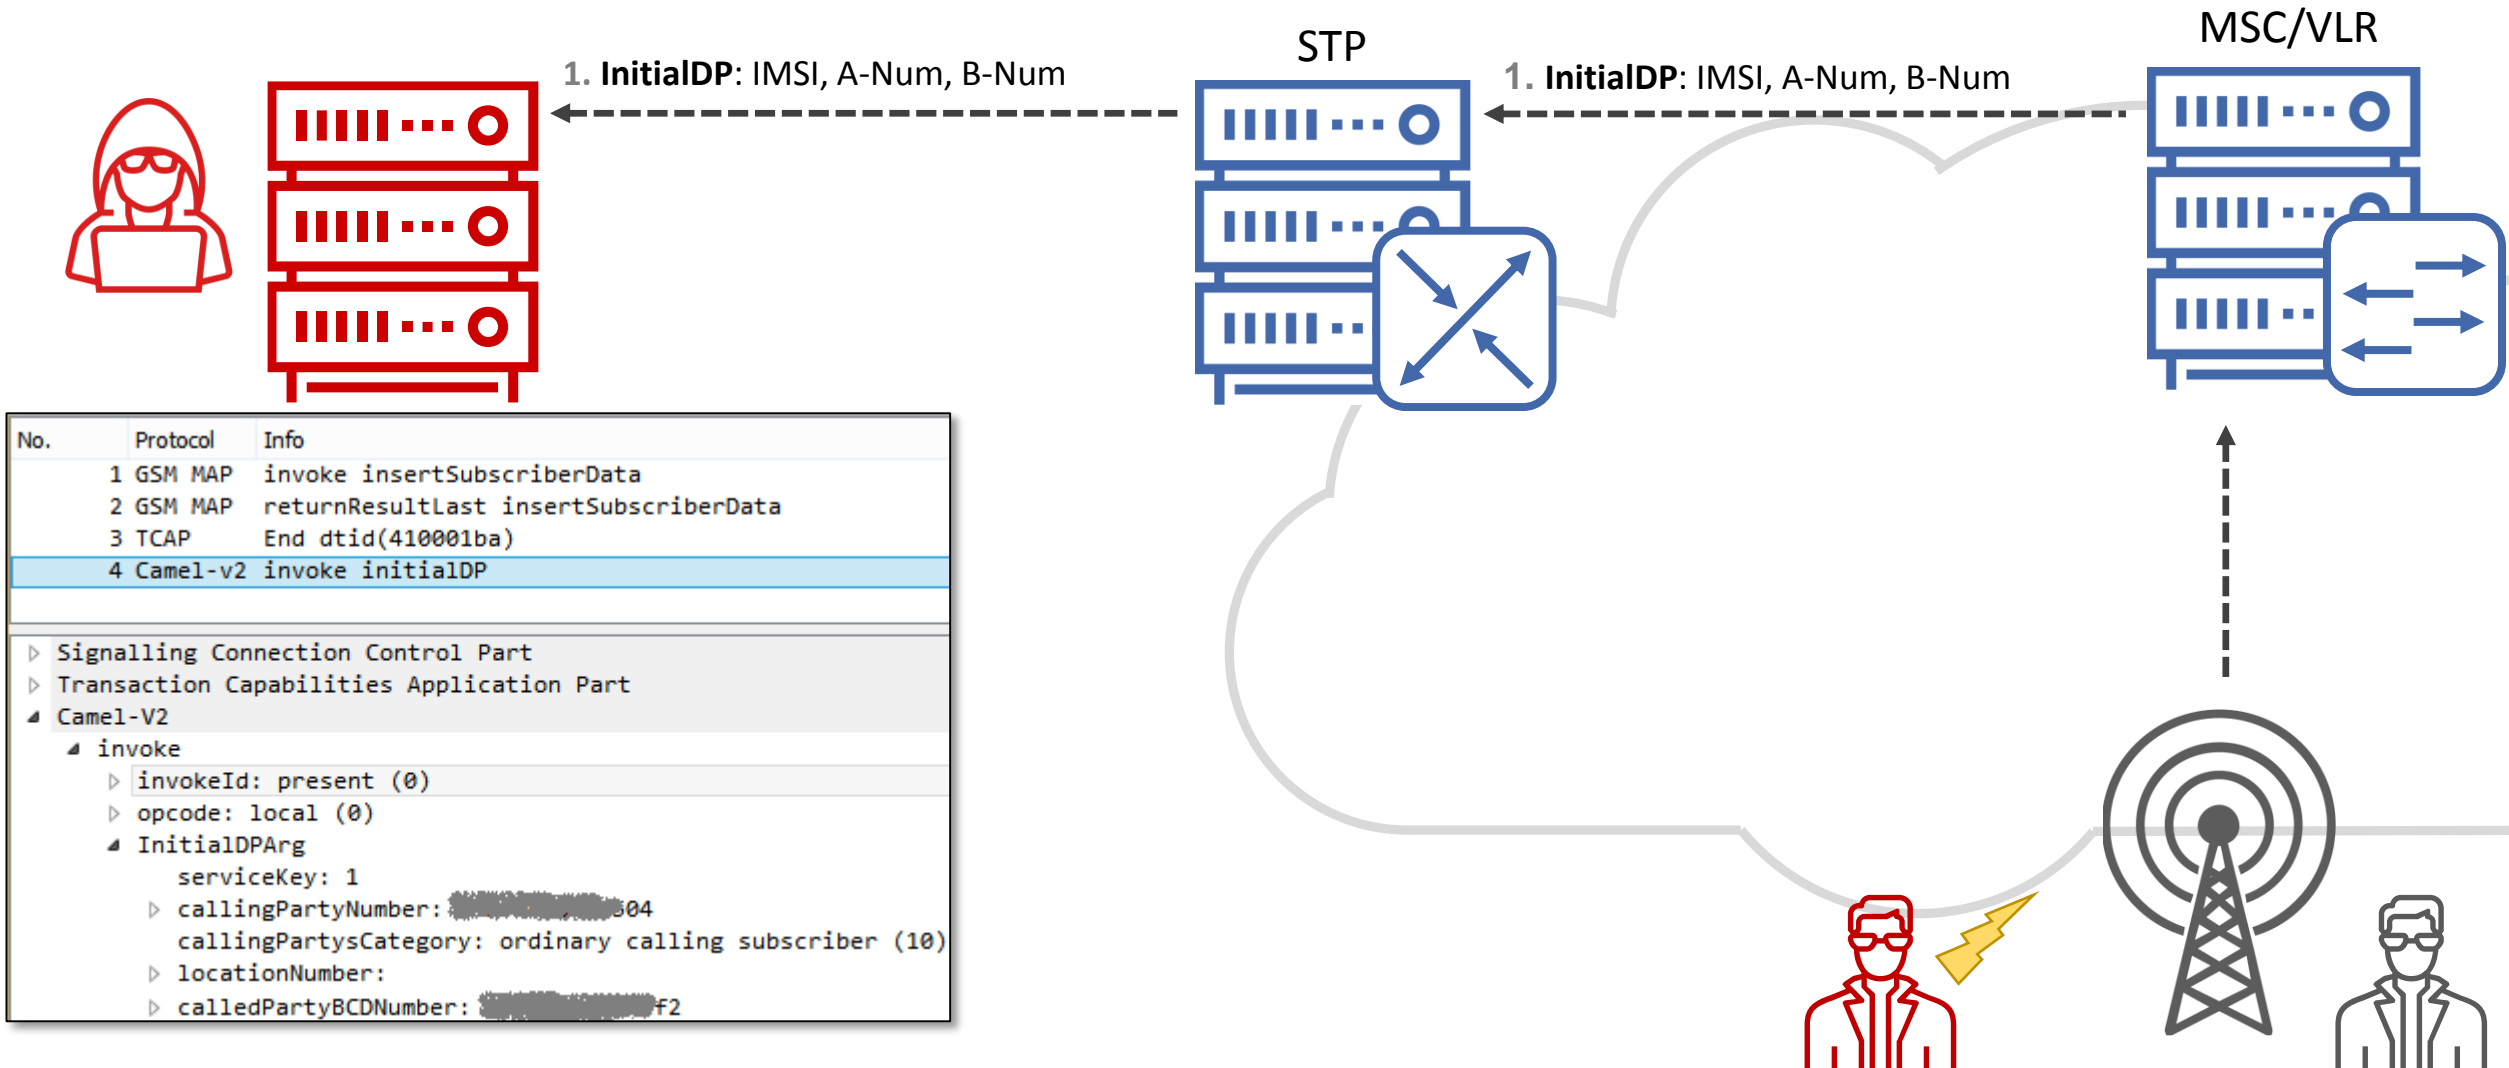 STP
MSC/VLR
1. InitialDP: IMSI, A-Num, B-Num
1. InitialDP: IMSI, A-Num, B-Num
No. Protocol Info
1 GSM MAP invoke insertSubscriberData
2 GSM MAP returnResultLast insertSubscriberData
3 TCAP End dtid(410001ba)
4 Camel-v2 invoke initialDP
Signalling Connection Control Part
Transaction Capabilities Application Part
Camel-V2
invoke
invokeId: present (0)
opcode: local (0)
InitialDPArg
serviceKey: 1
callingPartyNumber: 04
callingPartysCategory: ordinary calling subscriber (10)
locationNumber:
calledPartyBCDNumber: f2